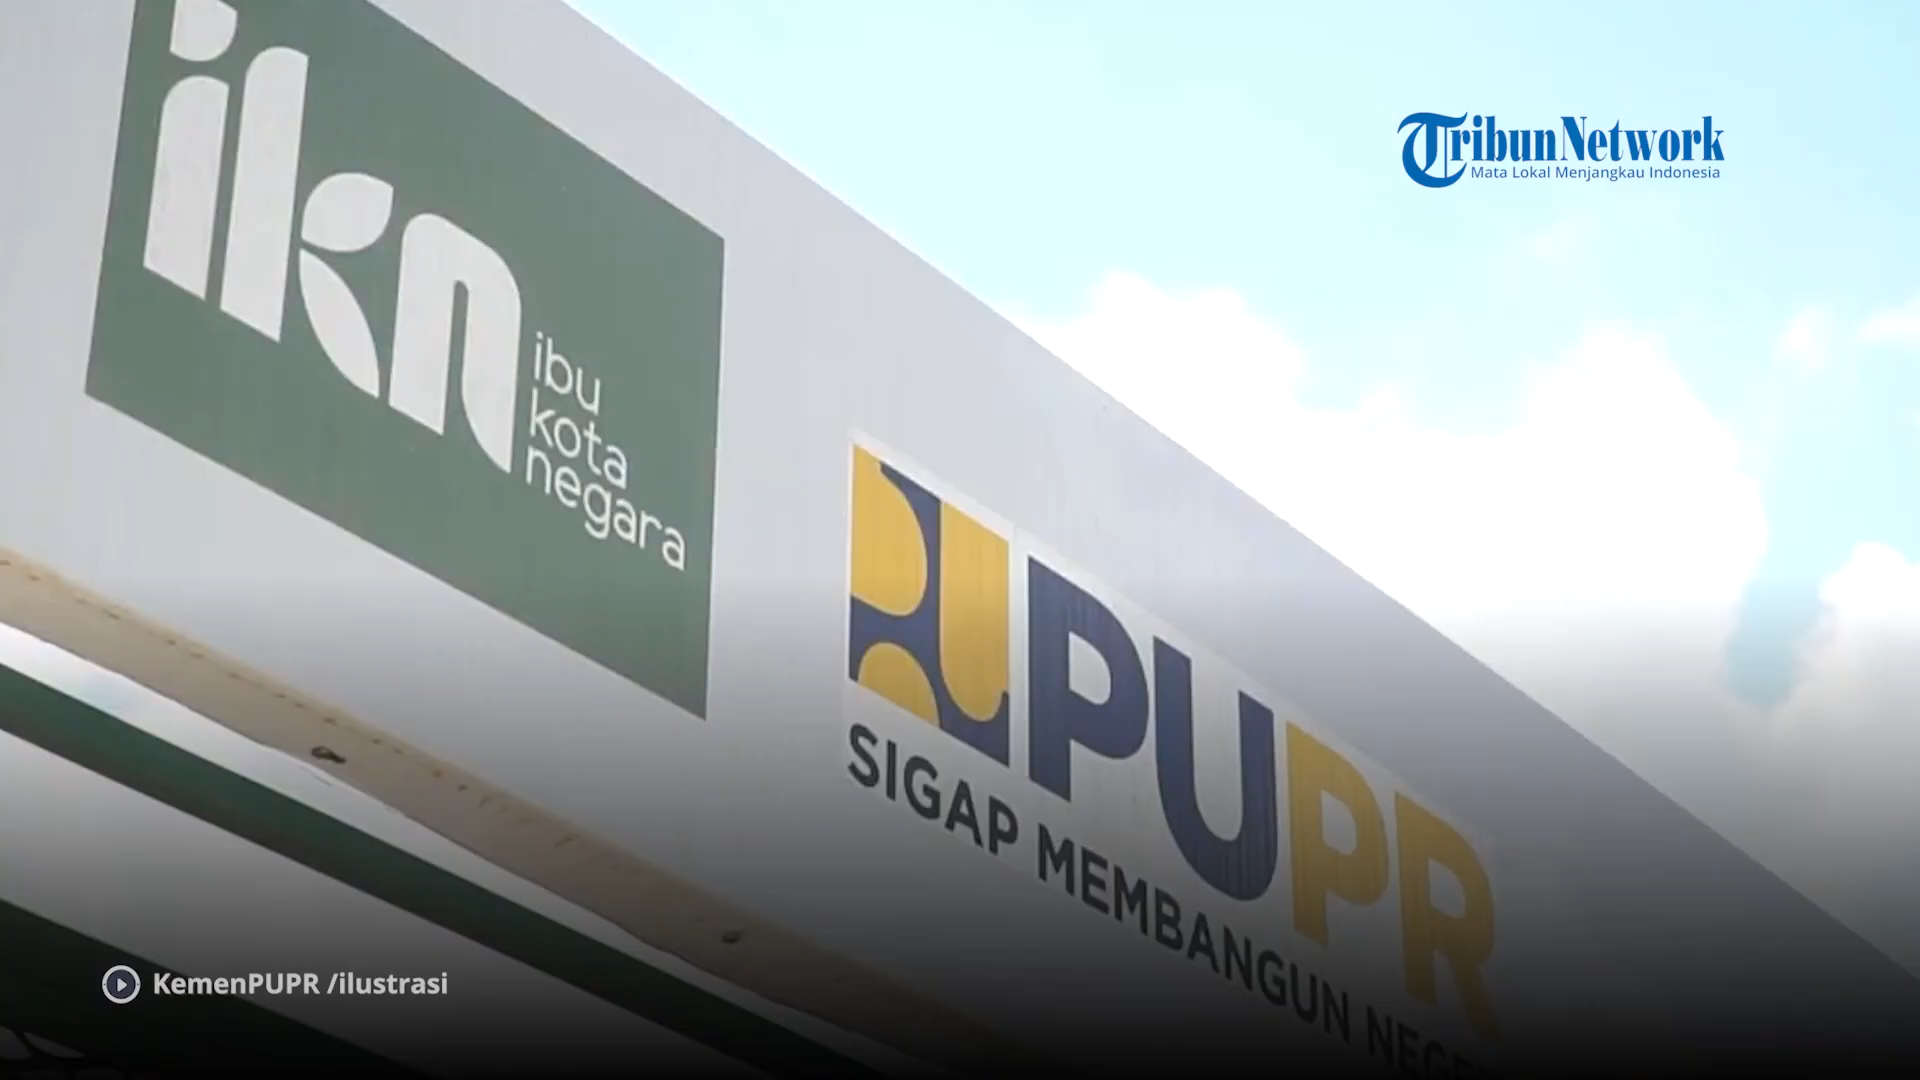 ikn
ibu
kota
negara
TribunNetwork
Mata Lokal Menjangkau Indonesia
PUPR
SIGAP MEMBANGUN
KemenPUPR /ilustrasi